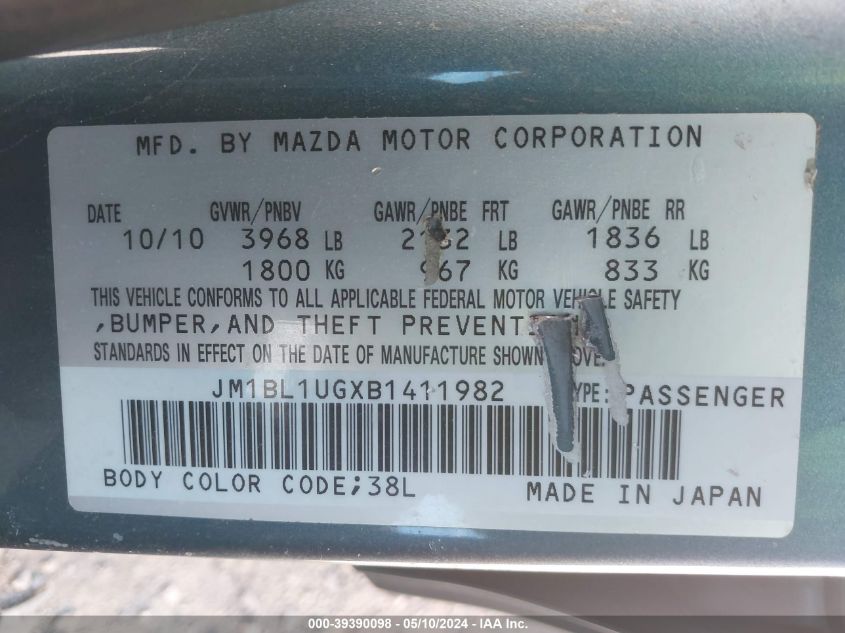 MFD. BY MAZDA MOTOR CORPORATION
DATE GVWR/PNBV GAWR/PNBE FRT GAWR/PNBE RR
10/10 3968 LB LB 1836 LB
1800 KG KG 833 KG
THIS VEHICLE CONFORMS TO ALL APPLICABLE FEDERAL MOTOR VEHICLE SAFETY
,BUMPER,AND THEFT
STANDARDS IN EFFECT ON THE DATE OF MANUFACTURE SHOWN
JM1BL1UGXB1411982 PASSENGER
BODY COLOR CODE;38L MADE IN JAPAN
000-39390098 - 05/10/2024 - IAA Inc.